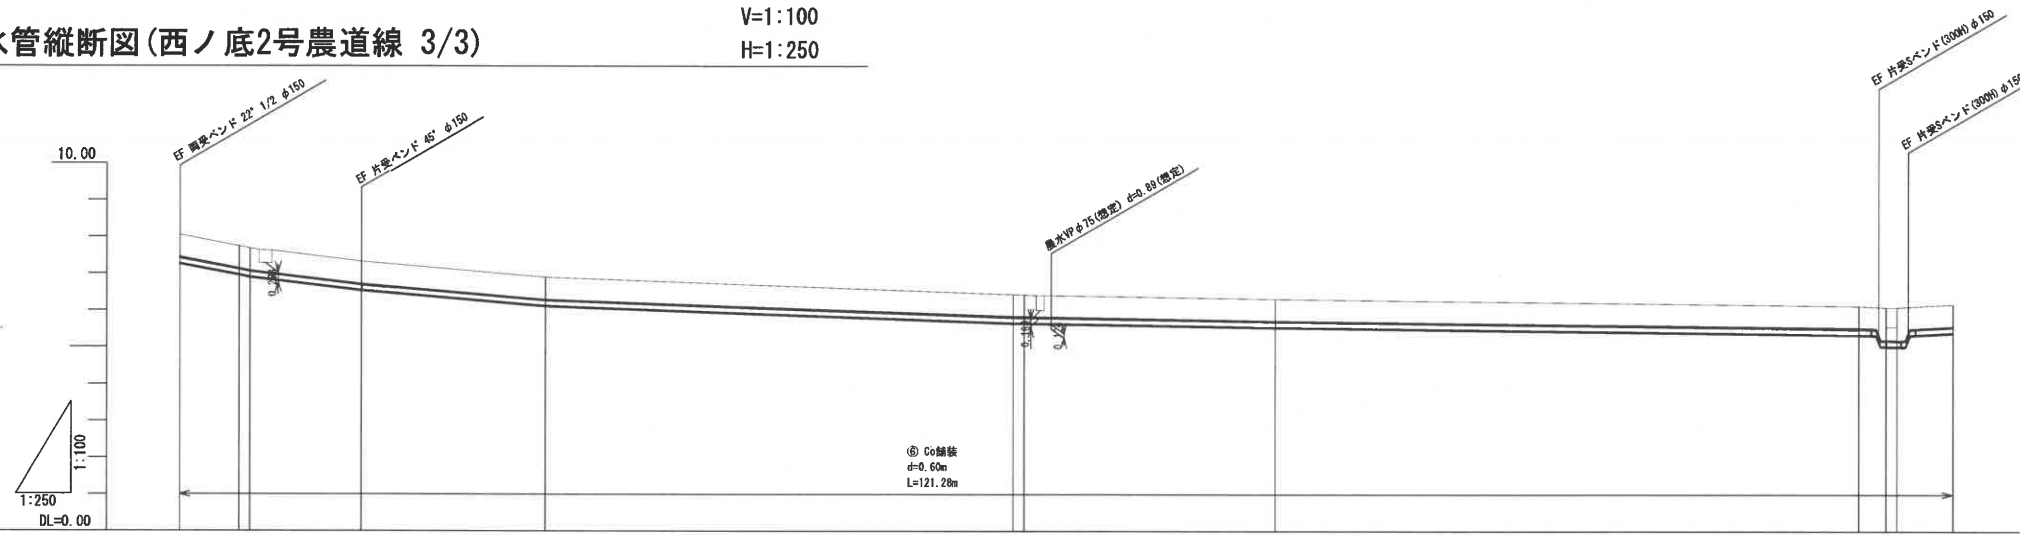 V=1:100
水管縦断図(西ノ底2号農道線 3/3)
H=1:250
EF 片受Sベンド(300H) φ150
EF 両受ベンド 22° 1/2 φ150
EF 片受Sベンド(300H) φ150
EF 片受ベンド 45° φ150
10.00
農水VPφ75(想定) d=0.89(想定)
1:100
⑥ Co舗装
d=0.60m
L=121.28m
1:250
DL=0.00